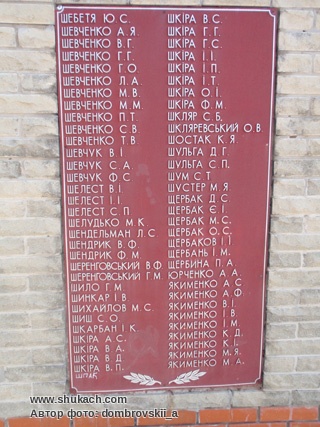 ШЕБЕТЯ Ю.С.
ШЕВЧЕНКО А.Я.
ШЕВЧЕНКО В.Г.
ШЕВЧЕНКО Г.Г.
ШЕВЧЕНКО Г.О.
ШЕВЧЕНКО Л.А.
ШЕВЧЕНКО М.В.
ШЕВЧЕНКО М.М.
ШЕВЧЕНКО П.Т.
ШЕВЧЕНКО С.В
ШЕВЧЕНКО Т.В.
ШЕВЧУК В.І
ШЕВЧУК С.А.
ШЕВЧУК Ф.С
ШЕЛЕСТ В.І.
ШЕЛЕСТ І.І.
ШЕЛЕСТ С.П
ШЕЛУДЬКО М.К.
ШЕНДЕЛЬМАН Л.С
ШЕНДРИК В.Ф.
ШЕНДРИК Ф.М.
ШЕРЕНГОВСЬКИЙ В.Ф
ШЕРЕНГОВСЬКИЙ Г.М.
ШИЛО Г.М
ШИНКАР І.В
ШИХАЙЛОВ М.С.
ШИШ С.О.
ШКАРБАН І.К
ШКІРА А.С.
ШКІРА В.А.
ШКІРА В.Д
ШКІРА В.П.
ШКІРА В.С.
ШКІРА Г.Г.
ШКІРА Г.С.
ШКІРА І.І.
ШКІРА І.П.
ШКІРА І.Т.
ШКІРА О.І.
ШКІРА Ф.М.
ШКЛЯР С.Б.
ШКЛЯРЕВСЬКИЙ О.В.
ШОСТАК К.Я.
ШУЛЬГА Д.Г.
ШУЛЬГА С.П.
ШУМ С.Т
ШУСТЕР М.Я
ЩЕРБАК Д.С
ЩЕРБАК Є.І
ЩЕРБАК М.С.
ЩЕРБАК О.С.
ЩЕРБАКОВ І.І
ЩЕРБАНЬ І.М
ЩЕРБИНА П.А.
ЮРЧЕНКО А.А.
ЯКИМЕНКО А.С
ЯКИМЕНКО А.Ф
ЯКИМЕНКО В.І.
ЯКИМЕНКО І.В.
ЯКИМЕНКО І.М
ЯКИМЕНКО К.Д.
ЯКИМЕНКО К.І.
ЯКИМЕНКО М.Я.
ЯКИМЕНКО М.А.
www.shukach.com
Автор фото: dombrovskii_a